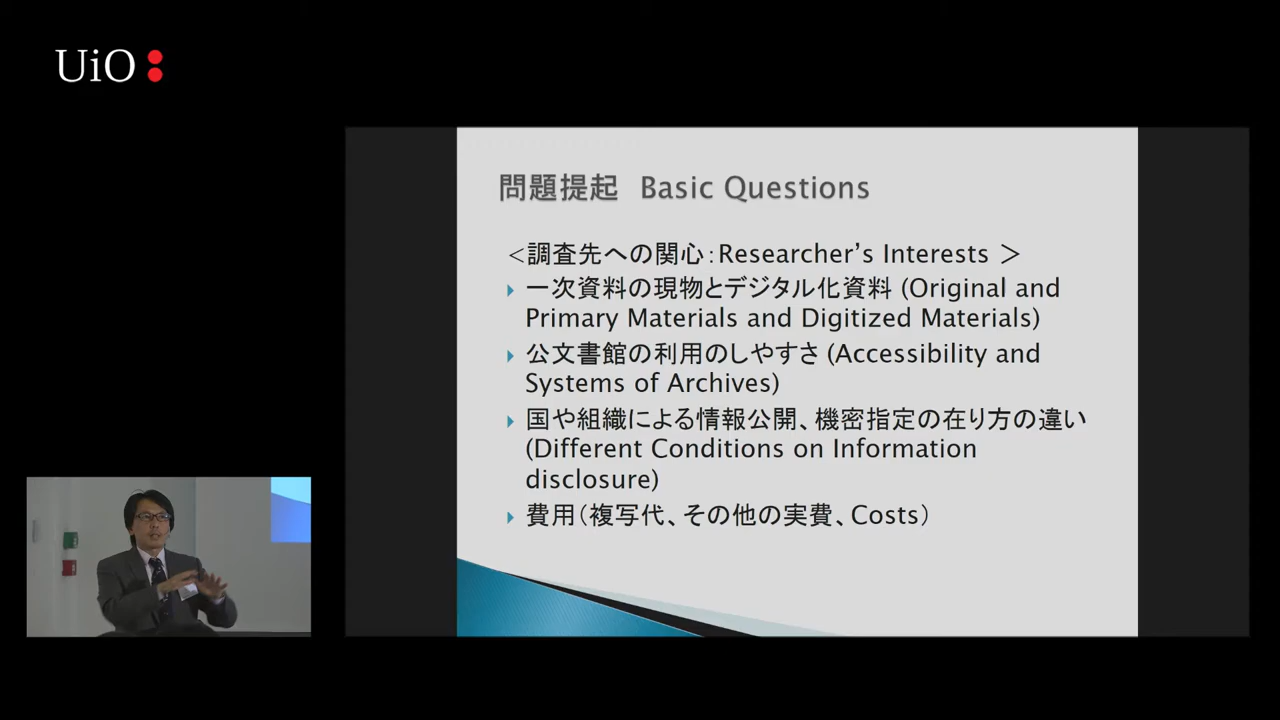 UiO:
問題提起 Basic Questions
＜調査先への関心：Researcher’s Interests ＞
一次資料の現物とデジタル化資料 (Original and
Primary Materials and Digitized Materials)
公文書館の利用のしやすさ (Accessibility and
Systems of Archives)
国や組織による情報公開、機密指定の在り方の違い
(Different Conditions on Information
disclosure)
費用（複写代、その他の実費、Costs）